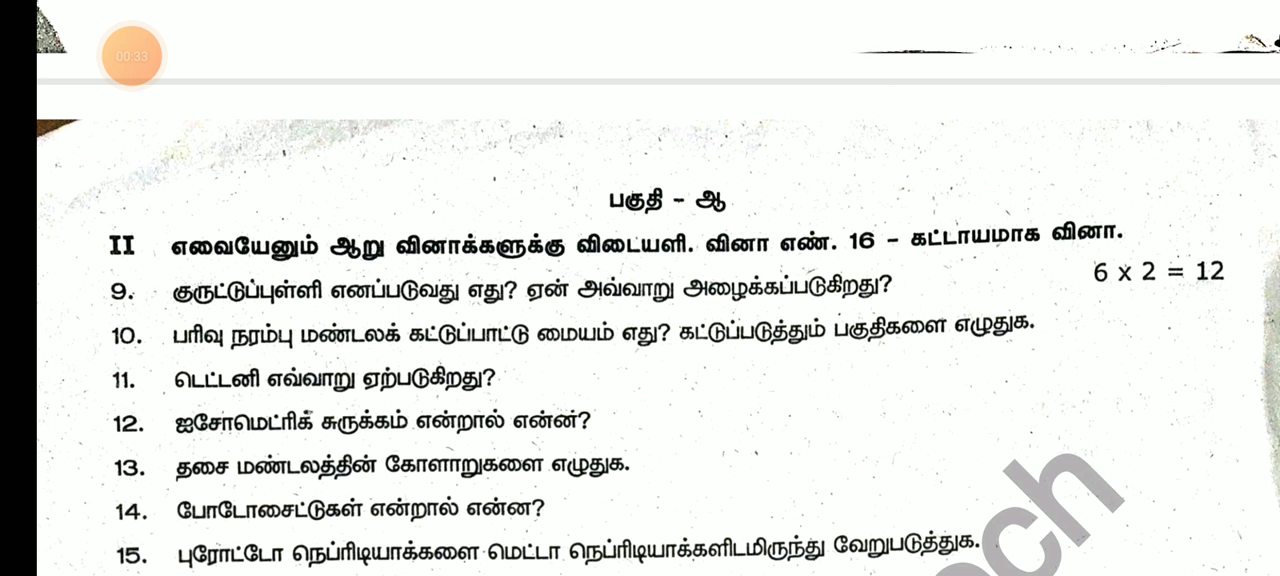 00:33
பகுதி - ஆ
II எவையேனும் ஆறு வினாக்களுக்கு விடையளி. வினா எண். 16 - கட்டாயமாக வினா.
6 x 2 = 12
9. குருட்டுப்புள்ளி எனப்படுவது எது? ஏன் அவ்வாறு அழைக்கப்படுகிறது?
10. பரிவு நரம்பு மண்டலக் கட்டுப்பாட்டு மையம் எது? கட்டுப்படுத்தும் பகுதிகளை எழுதுக.
11. டெட்டனி எவ்வாறு ஏற்படுகிறது?
12. ஐசோமெட்ரிக் சுருக்கம் என்றால் என்ன?
13. தசை மண்டலத்தின் கோளாறுகளை எழுதுக.
14. போடோசைட்டுகள் என்றால் என்ன?
15. புரோட்டோ நெப்ரிடியாக்களை மெட்டா நெப்ரிடியாக்களிடமிருந்து வேறுபடுத்துக.